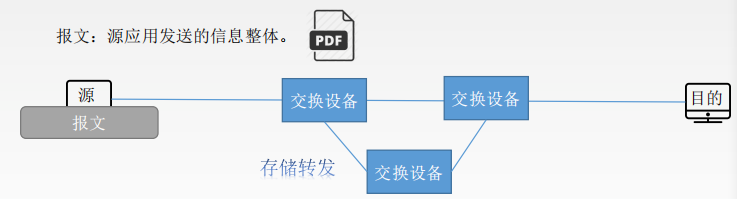 报文：源应用发送的信息整体。
PDF
源
报文
交换设备
交换设备
目的
存储转发
交换设备